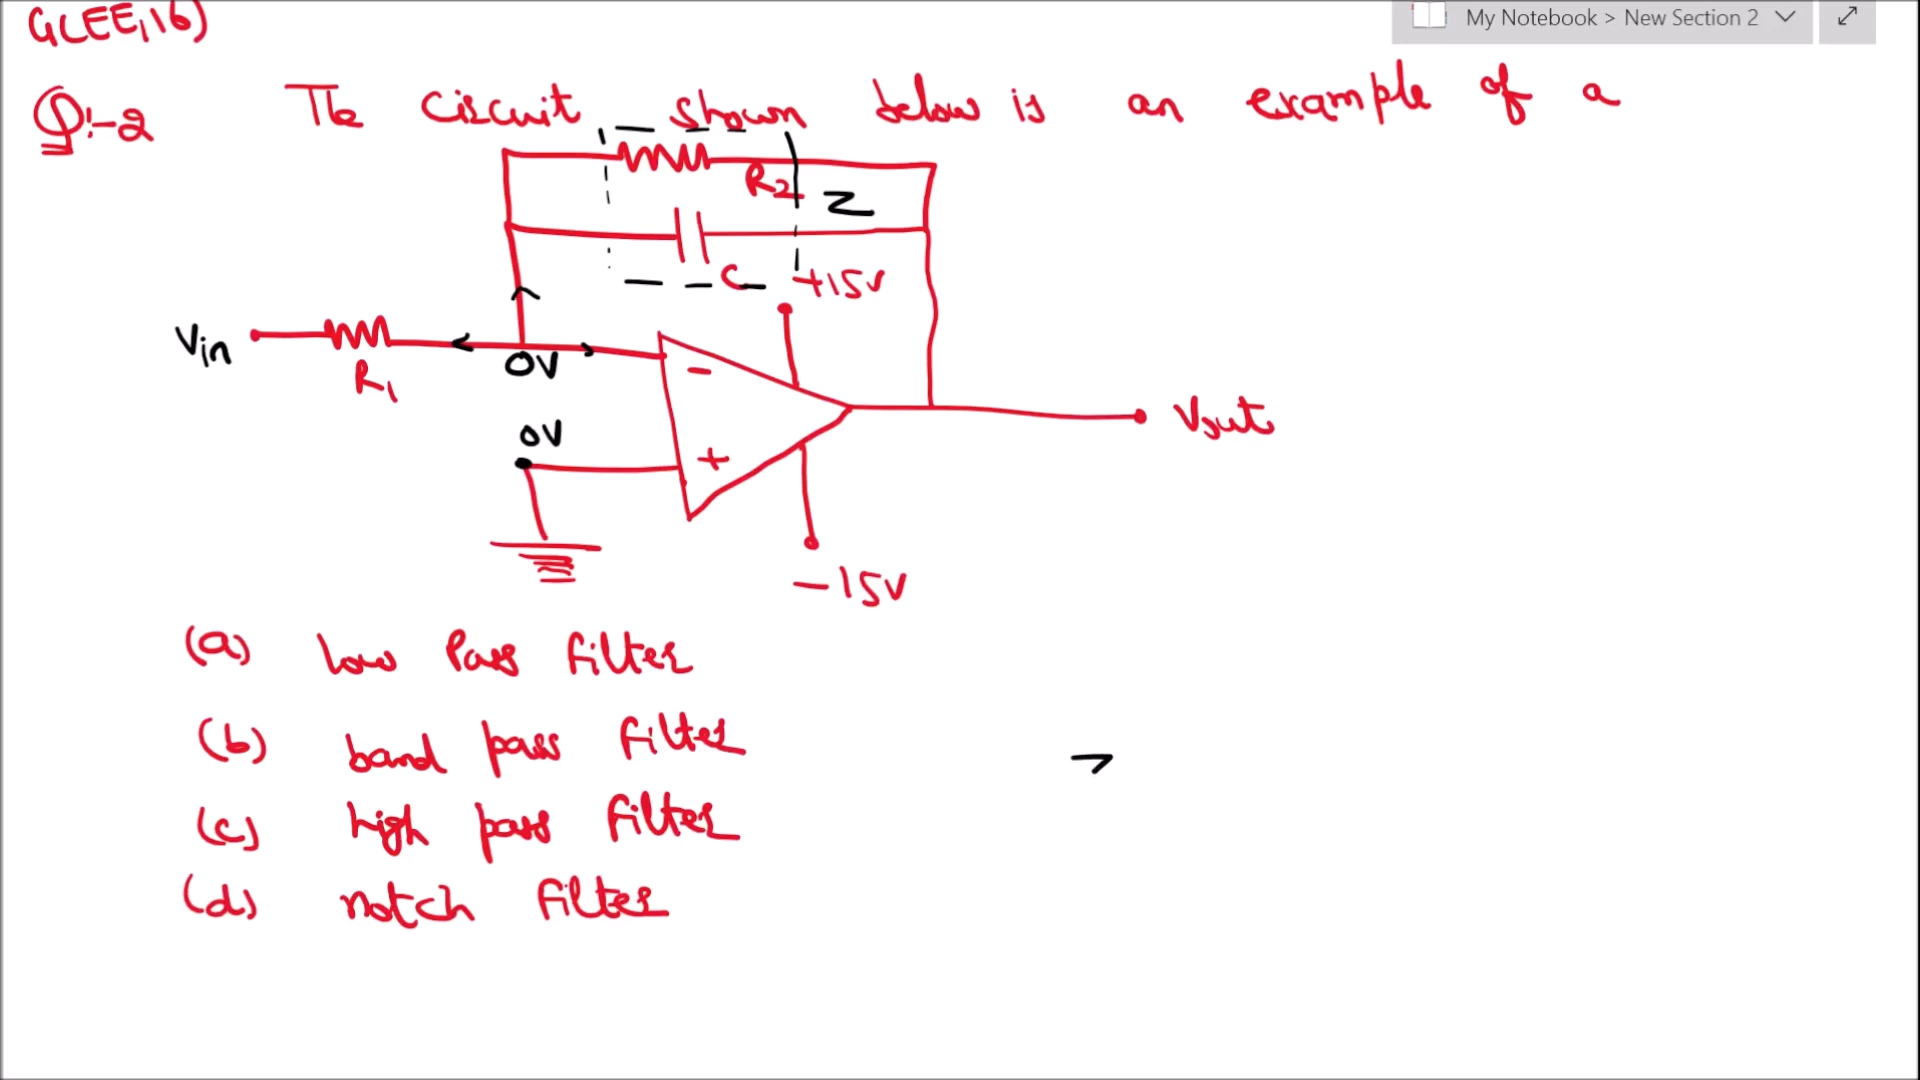 GLEE,16)
My Notebook > New Section 2
Q:-2 The circuit shown below is an example of a
R2
Z
C
+15V
Vin
R1
0V
-
Vout
0V
+
-15V
(a) low Pass filter
(b) band pass filter
(c) high pass filter
(d) notch filter